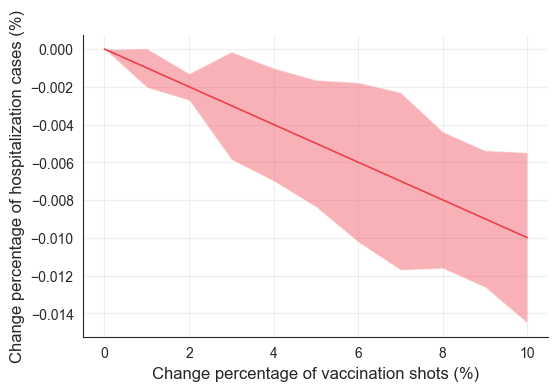 Change percentage of hospitalization cases (%)
0.000
−0.002
−0.004
−0.006
−0.008
−0.010
−0.012
−0.014
0 2 4 6 8 10
Change percentage of vaccination shots (%)